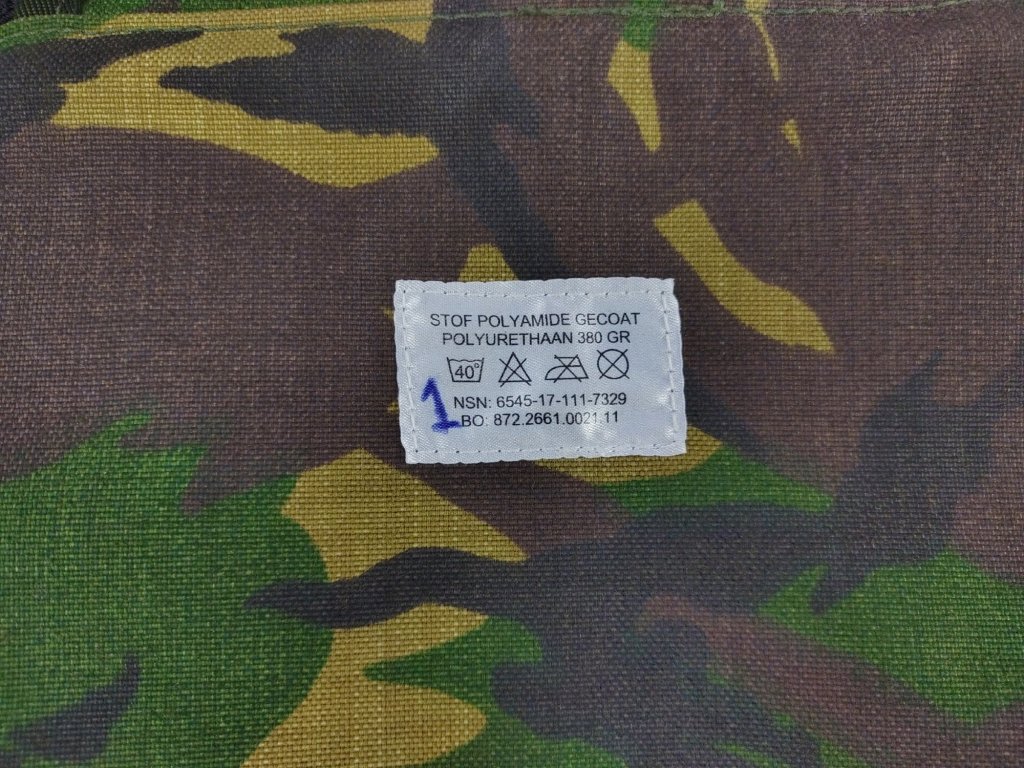 STOF POLYAMIDE GECOAT
POLYURETHAAN 380 GR
40°
NSN: 6545-17-111-7329
1 BO: 872.2661.0021.11